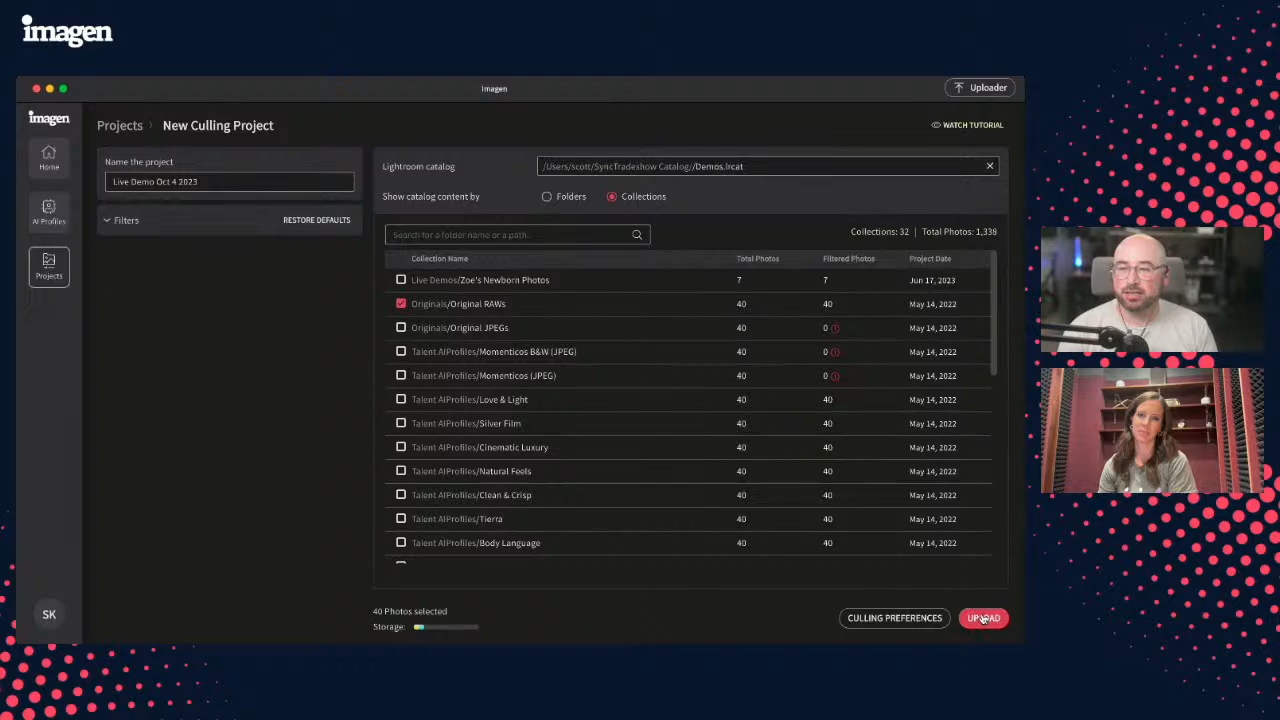 imagen
Imagen
Uploader
imagen
Home
AI Profiles
Projects
SK
Projects › New Culling Project
WATCH TUTORIAL
Name the project
Live Demo Oct 4 2023
Filters
RESTORE DEFAULTS
Lightroom catalog
/Users/scott/SyncTradeshow Catalog//Demos.lrcat
Show catalog content by
Folders
Collections
Search for a folder name or a path..
Collections: 32 | Total Photos: 1,338
Collection Name Total Photos Filtered Photos Project Date
Live Demos/Zoe's Newborn Photos 7 7 Jun 17, 2023
Originals/Original RAWs 40 40 May 14, 2022
Originals/Original JPEGs 40 0 May 14, 2022
Talent AIProfiles/Momenticos B&W (JPEG) 40 0 May 14, 2022
Talent AIProfiles/Momenticos (JPEG) 40 0 May 14, 2022
Talent AIProfiles/Love & Light 40 40 May 14, 2022
Talent AIProfiles/Silver Film 40 40 May 14, 2022
Talent AIProfiles/Cinematic Luxury 40 40 May 14, 2022
Talent AIProfiles/Natural Feels 40 40 May 14, 2022
Talent AIProfiles/Clean & Crisp 40 40 May 14, 2022
Talent AIProfiles/Tierra 40 40 May 14, 2022
Talent AIProfiles/Body Language 40 40 May 14, 2022
40 Photos selected
Storage:
CULLING PREFERENCES
UPLOAD